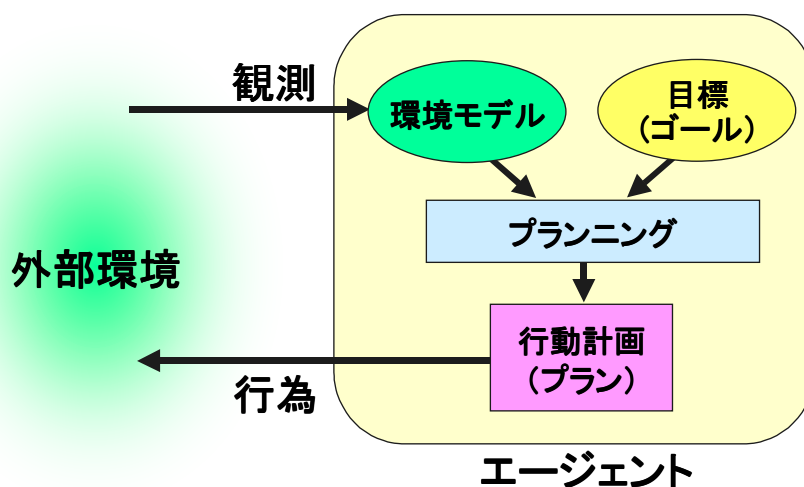 観測
環境モデル
目標
(ゴール)
プランニング
外部環境
行動計画
(プラン)
行為
エージェント